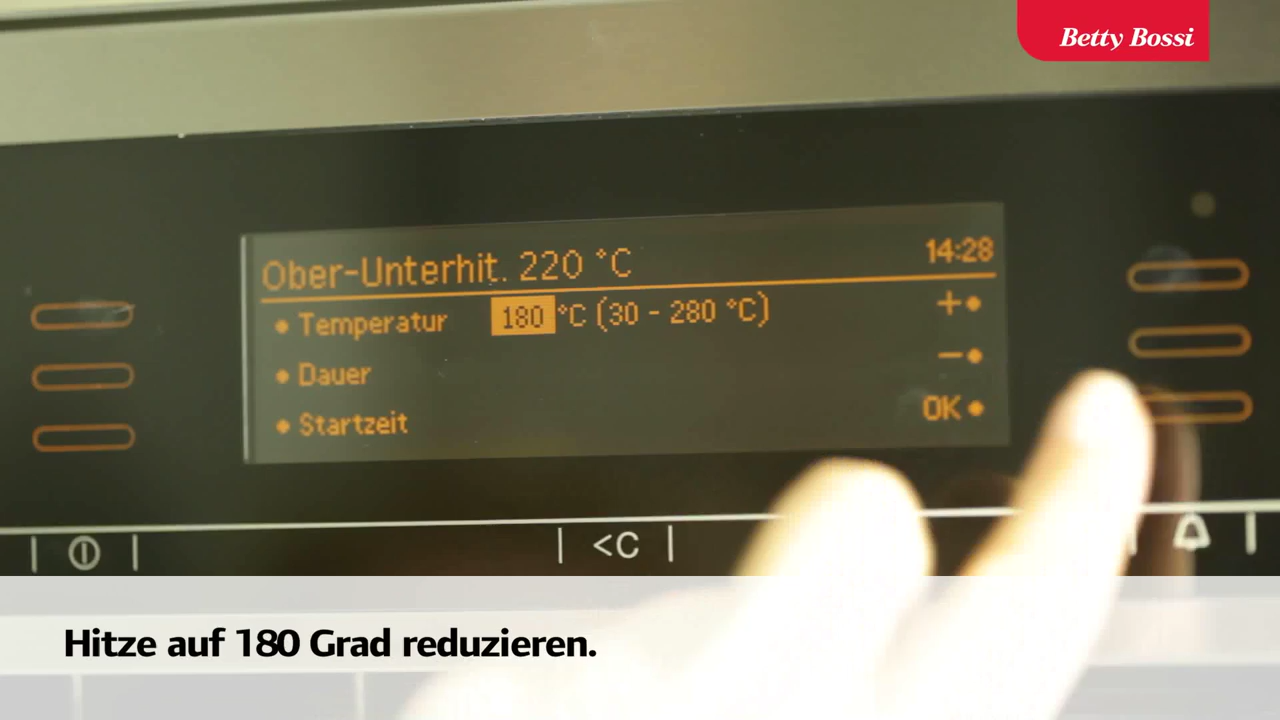 Betty Bossi
Ober-Unterhit. 220 °C 14:28
• Temperatur 180 °C (30 - 280 °C) +•
• Dauer −•
• Startzeit OK •
| <C |
Hitze auf 180 Grad reduzieren.